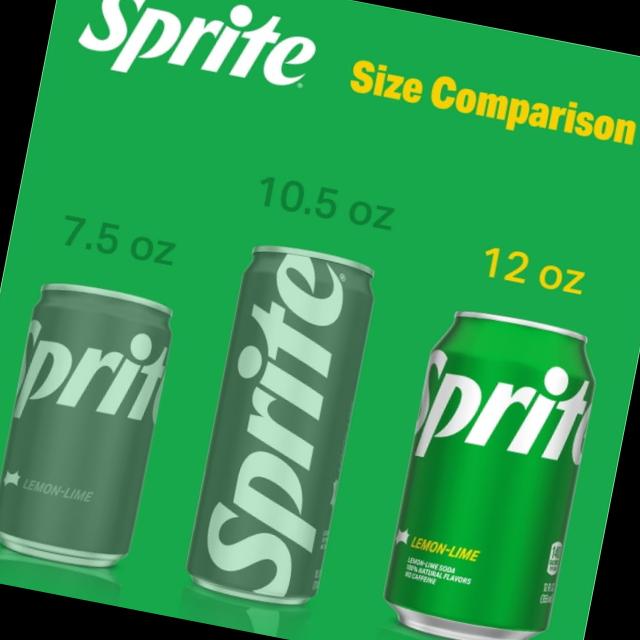 Sprite
Size Comparison
7.5 oz
10.5 oz
12 oz
Sprite
LEMON-LIME
Sprite
Sprite
LEMON-LIME
LEMON-LIME SODA
100% NATURAL FLAVORS
NO CAFFEINE